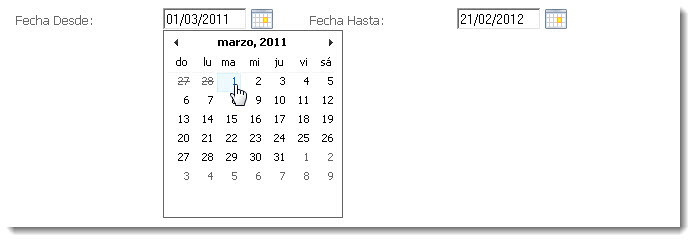 Fecha Desde: 01/03/2011 Fecha Hasta: 21/02/2012
marzo, 2011
do lu ma mi ju vi sá
27 28 1 2 3 4 5
6 7 8 9 10 11 12
13 14 15 16 17 18 19
20 21 22 23 24 25 26
27 28 29 30 31 1 2
3 4 5 6 7 8 9